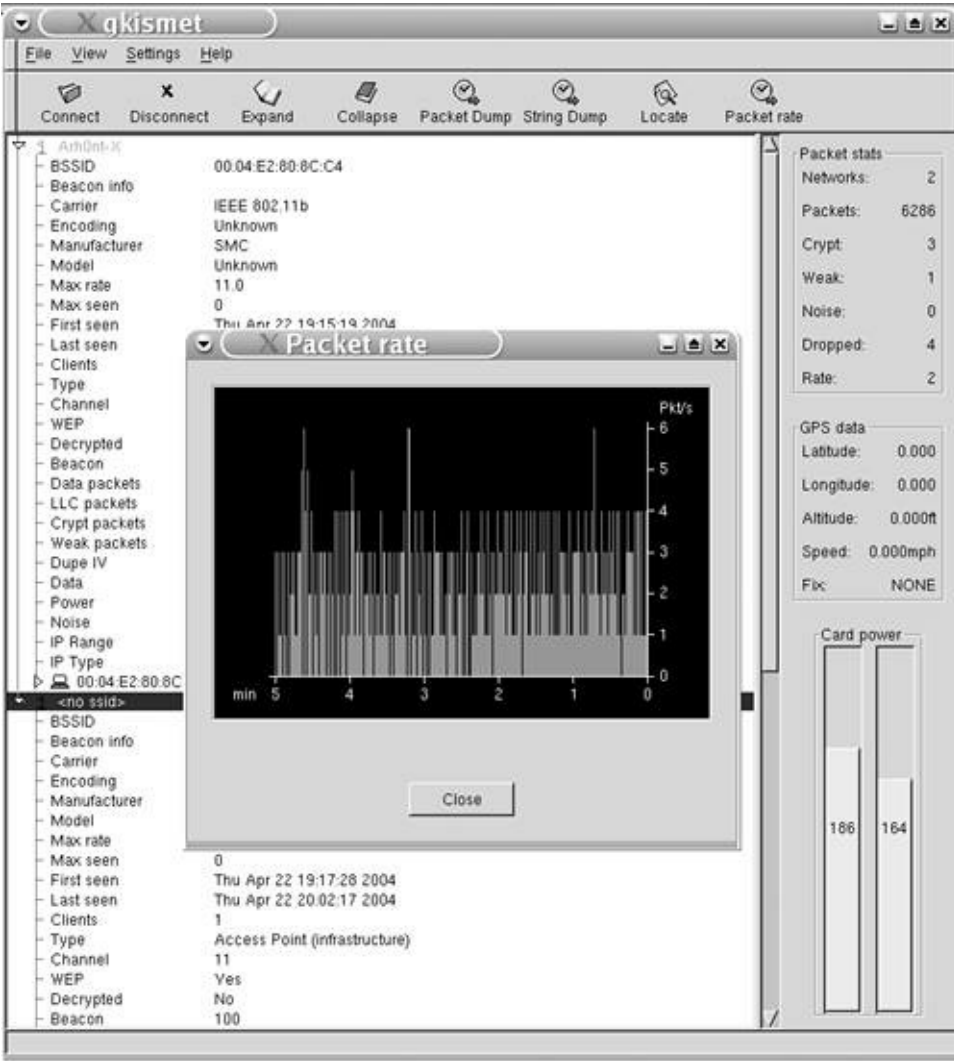 gkismet
File View Settings Help
Connect Disconnect Expand Collapse Packet Dump String Dump Locate Packet rate
Arh0nt-X
BSSID 00:04:E2:80:8C:C4
Beacon info
Carrier IEEE 802.11b
Encoding Unknown
Manufacturer SMC
Model Unknown
Max rate 11.0
Max seen 0
First seen Thu Apr 22 19:15:19 2004
Last seen
Clients
Type
Channel
WEP
Decrypted
Beacon
Data packets
LLC packets
Crypt packets
Weak packets
Dupe IV
Data
Power
Noise
IP Range
IP Type
00:04:E2:80:8C
<no ssid>
BSSID
Beacon info
Carrier
Encoding
Manufacturer
Model
Max rate
Max seen 0
First seen Thu Apr 22 19:17:28 2004
Last seen Thu Apr 22 20:02:17 2004
Clients 1
Type Access Point (infrastructure)
Channel 11
WEP Yes
Decrypted No
Beacon 100
Packet rate
Pkt/s
6
5
4
3
2
1
0
min 5 4 3 2 1 0
Close
Packet stats
Networks: 2
Packets: 6286
Crypt: 3
Weak: 1
Noise: 0
Dropped: 4
Rate: 2
GPS data
Latitude: 0.000
Longitude: 0.000
Altitude: 0.000ft
Speed: 0.000mph
Fix: NONE
Card power
186 164